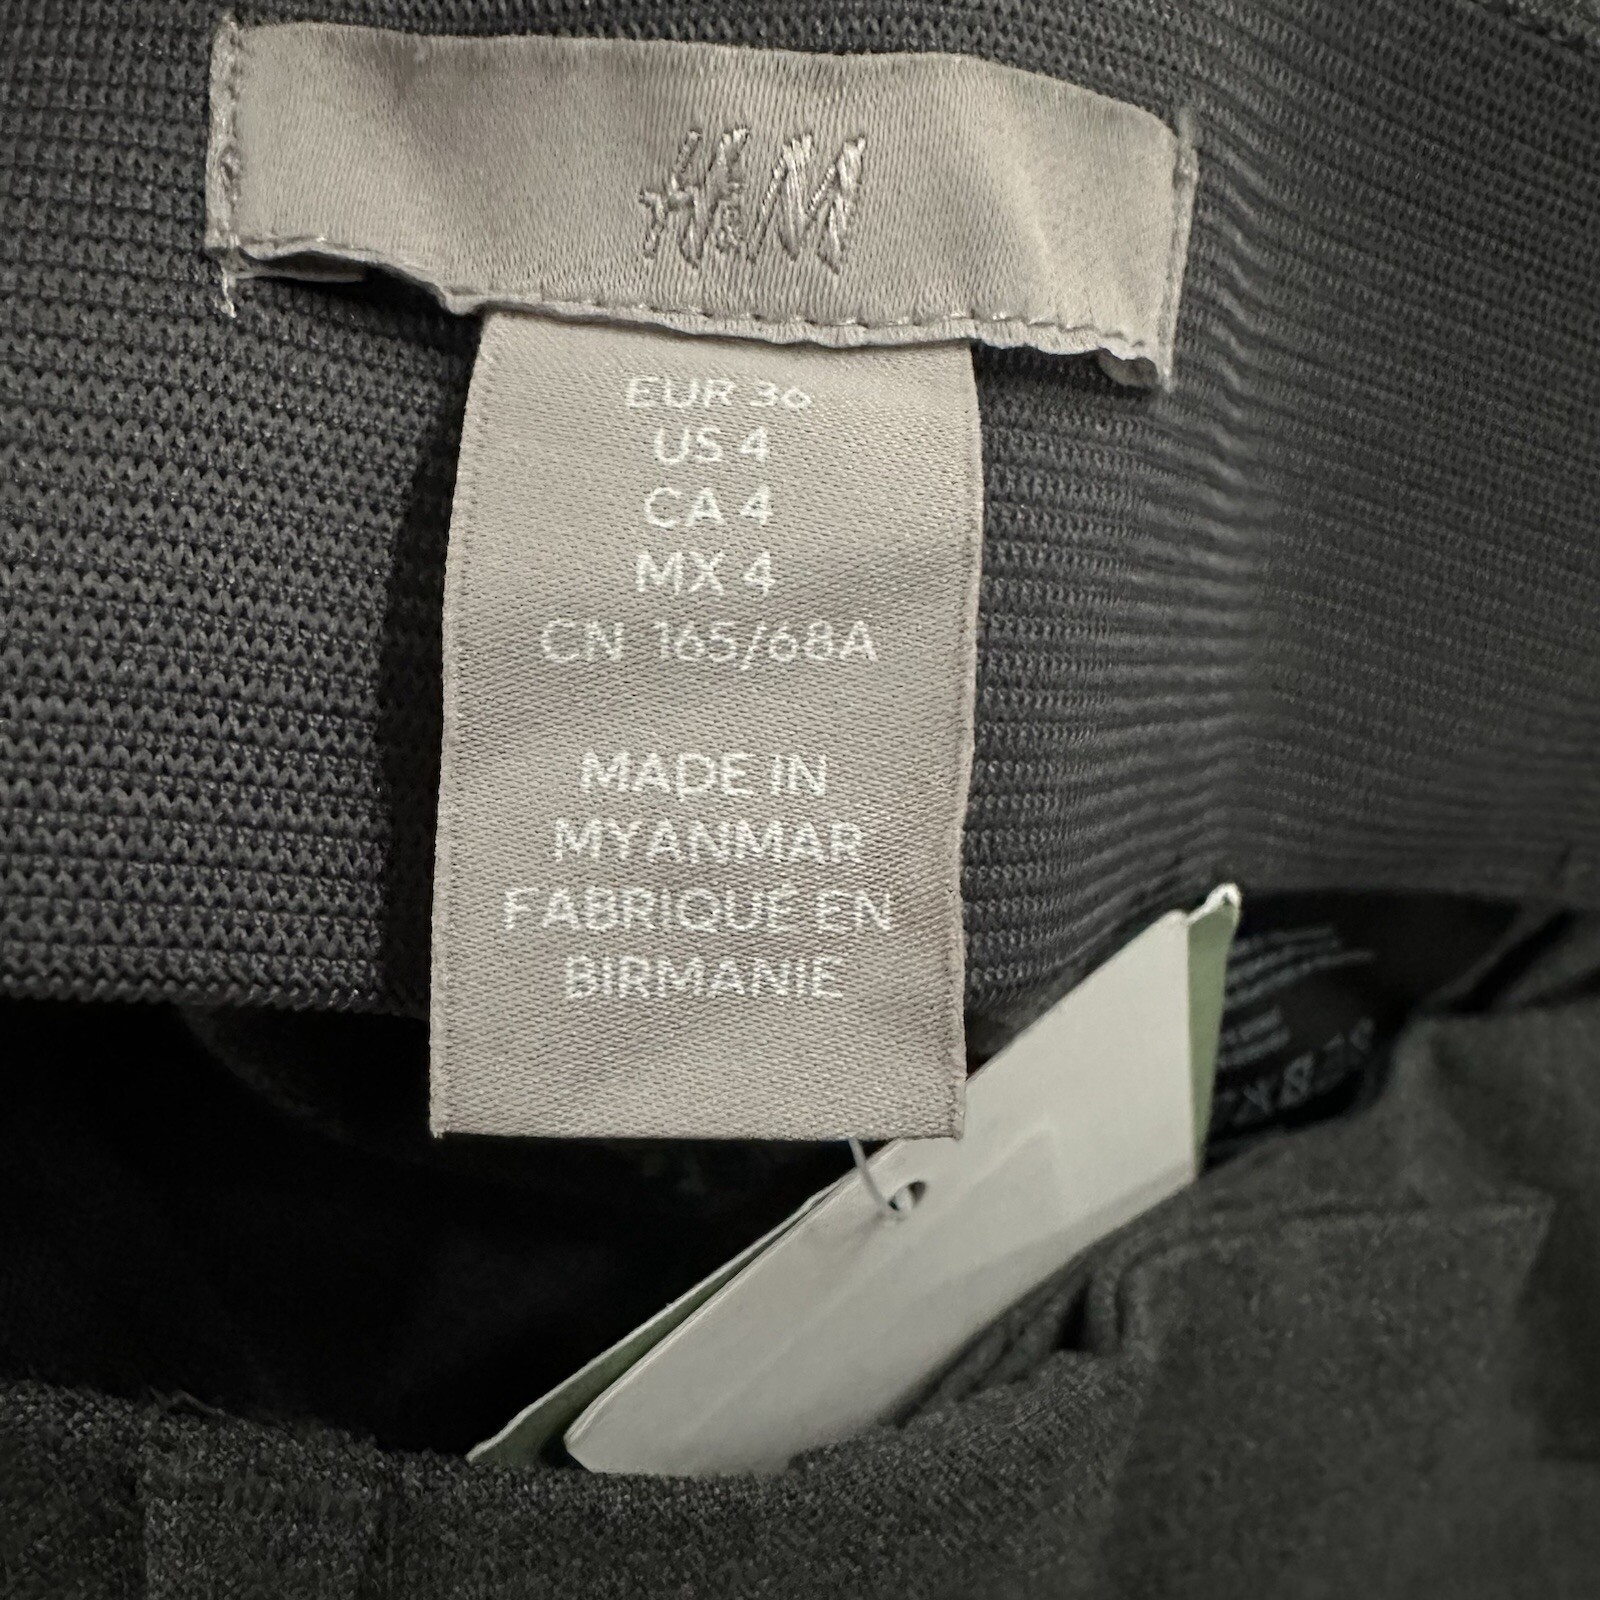 H&M
EUR 36
US 4
CA 4
MX 4
CN 165/68A
MADE IN
MYANMAR
FABRIQUÉ EN
BIRMANIE